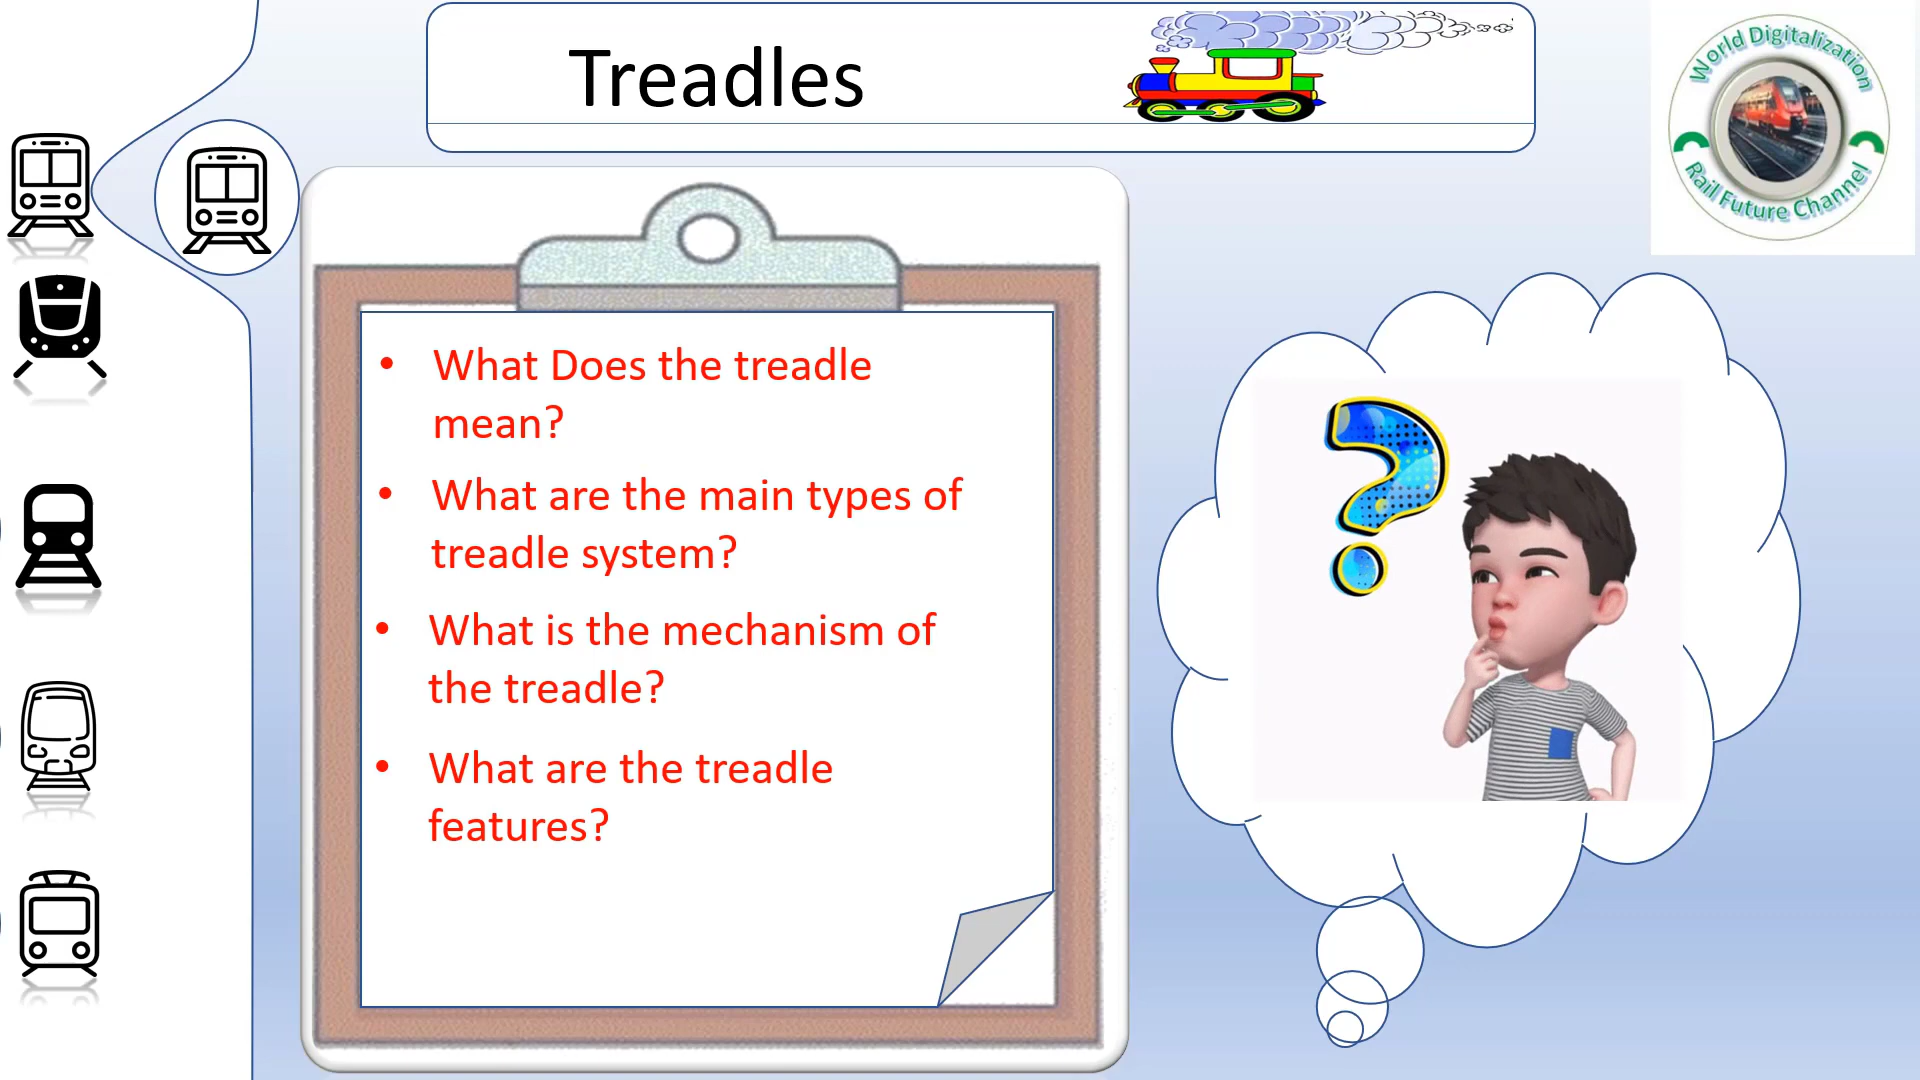 Treadles
World Digitalization
Rail Future Channel
• What Does the treadle
mean?
• What are the main types of
treadle system?
• What is the mechanism of
the treadle?
• What are the treadle
features?
?